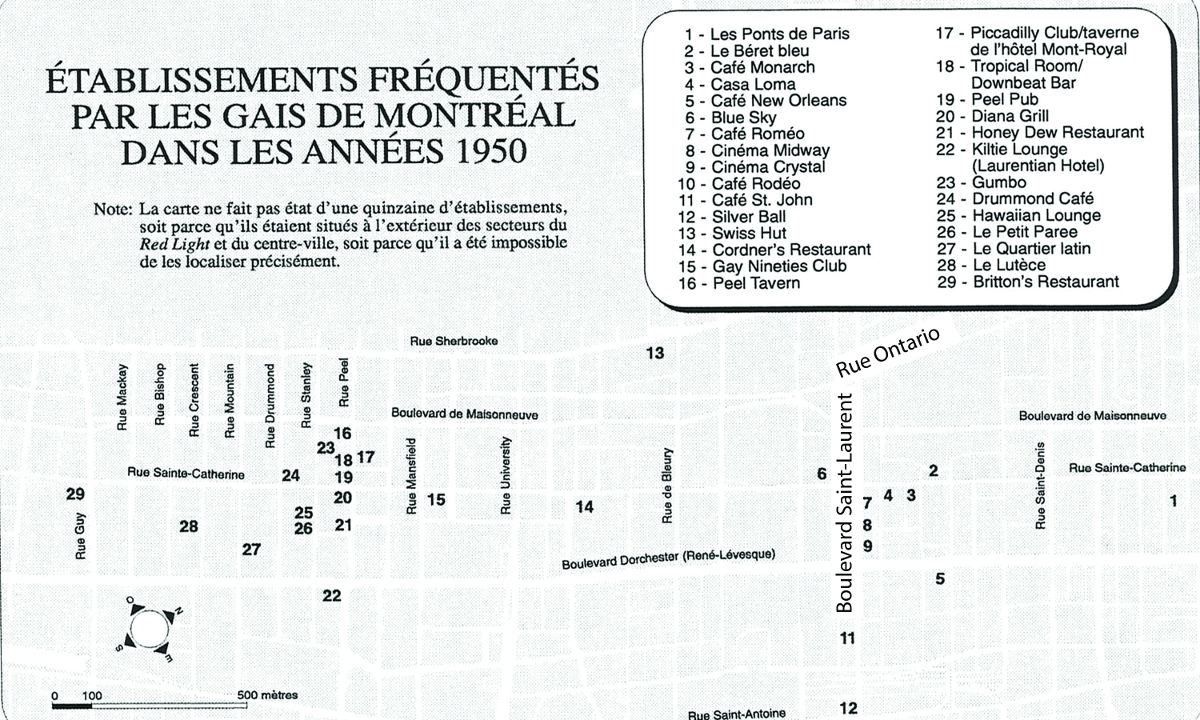 ÉTABLISSEMENTS FRÉQUENTÉS
PAR LES GAIS DE MONTRÉAL
DANS LES ANNÉES 1950
Note: La carte ne fait pas état d'une quinzaine d'établissements,
soit parce qu'ils étaient situés à l'extérieur des secteurs du
Red Light et du centre-ville, soit parce qu'il a été impossible
de les localiser précisément.
1 - Les Ponts de Paris
2 - Le Béret bleu
3 - Café Monarch
4 - Casa Loma
5 - Café New Orleans
6 - Blue Sky
7 - Café Roméo
8 - Cinéma Midway
9 - Cinéma Crystal
10 - Café Rodéo
11 - Café St. John
12 - Silver Ball
13 - Swiss Hut
14 - Cordner's Restaurant
15 - Gay Nineties Club
16 - Peel Tavern
17 - Piccadilly Club/taverne
de l'hôtel Mont-Royal
18 - Tropical Room/
Downbeat Bar
19 - Peel Pub
20 - Diana Grill
21 - Honey Dew Restaurant
22 - Kiltie Lounge
(Laurentian Hotel)
23 - Gumbo
24 - Drummond Café
25 - Hawaiian Lounge
26 - Le Petit Paree
27 - Le Quartier latin
28 - Le Lutèce
29 - Britton's Restaurant
Rue Sherbrooke
13
Rue Ontario
Rue Mackay
Rue Bishop
Rue Crescent
Rue Mountain
Rue Drummond
Rue Stanley
Rue Peel
Boulevard de Maisonneuve
Boulevard de Maisonneuve
16
23
18
17
Rue Sainte-Catherine
24
19
Rue Mansfield
Rue University
Rue de Bleury
6
Boulevard Saint-Laurent
2
Rue Saint-Denis
Rue Sainte-Catherine
29
20
15
14
7
4
3
1
Rue Guy
28
25
26
21
8
27
9
Boulevard Dorchester (René-Lévesque)
5
22
O
N
S
E
11
0
100
500 mètres
Rue Saint-Antoine
12